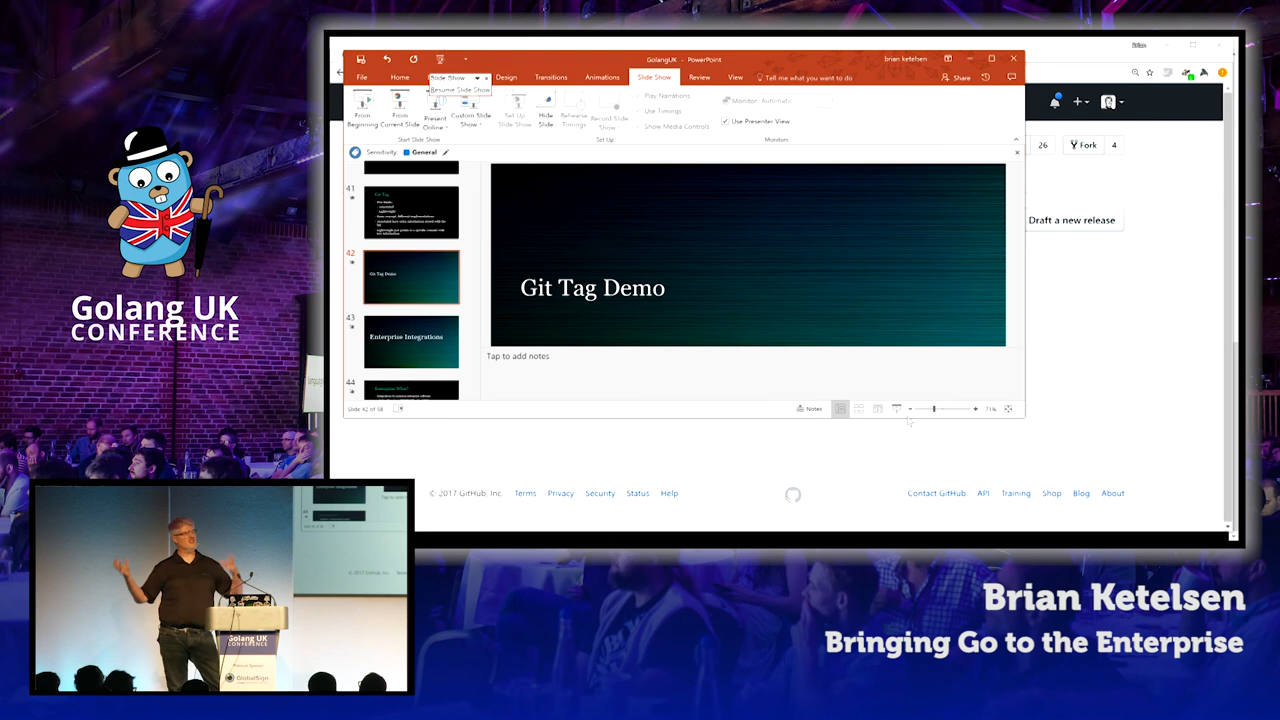 GolangUK - PowerPoint
brian ketelsen
File
Home
Slide Show
Design
Transitions
Animations
Slide Show
Review
View
Tell me what you want to do
Share
Resume Slide Show
From Beginning
From Current Slide
Present Online
Custom Slide Show
Set Up Slide Show
Hide Slide
Rehearse Timings
Record Slide Show
Play Narrations
Use Timings
Show Media Controls
Monitor: Automatic
Use Presenter View
Start Slide Show
Set Up
Monitors
Sensitivity: General
26
Fork
4
Draft a new release
41
Git Tag
42
Git Tag Demo
43
Enterprise Integrations
44
Git Tag Demo
Tap to add notes
Slide 42 of 58
Notes
71%
© 2017 GitHub, Inc.
Terms
Privacy
Security
Status
Help
Contact GitHub
API
Training
Shop
Blog
About
Golang UK
CONFERENCE
Golang UK
CONFERENCE
GlobalSign
Brian Ketelsen
Bringing Go to the Enterprise